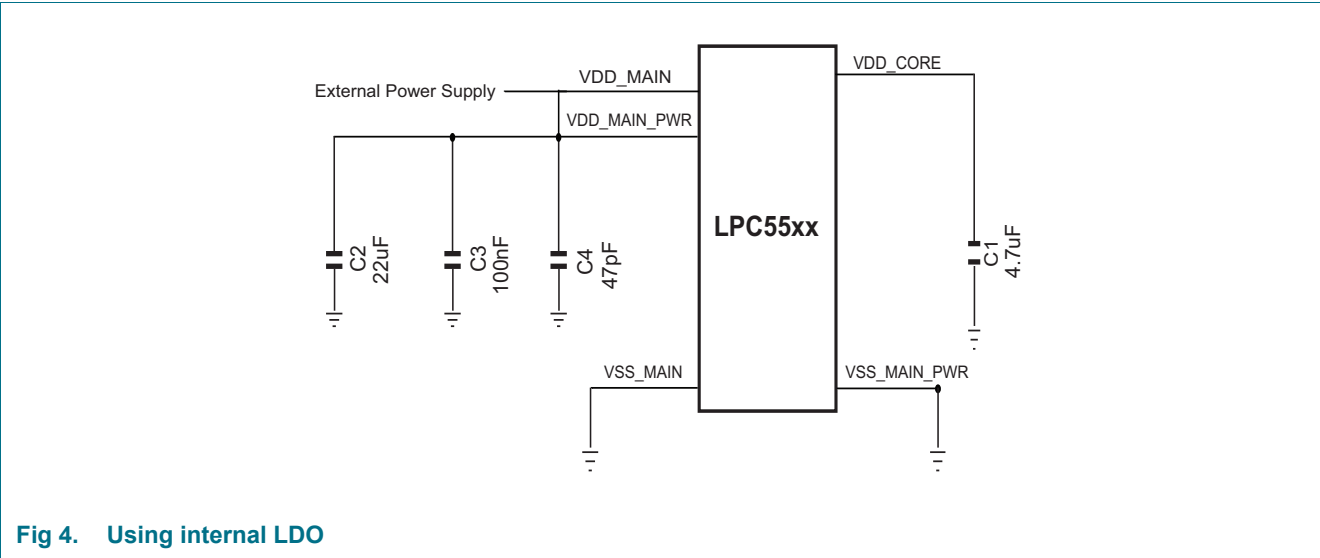 VDD_CORE
VDD_MAIN
External Power Supply
VDD_MAIN_PWR
LPC55xx
C2
22uF
C3
100nF
C4
47pF
C1
4.7uF
VSS_MAIN
VSS_MAIN_PWR
Fig 4. Using internal LDO